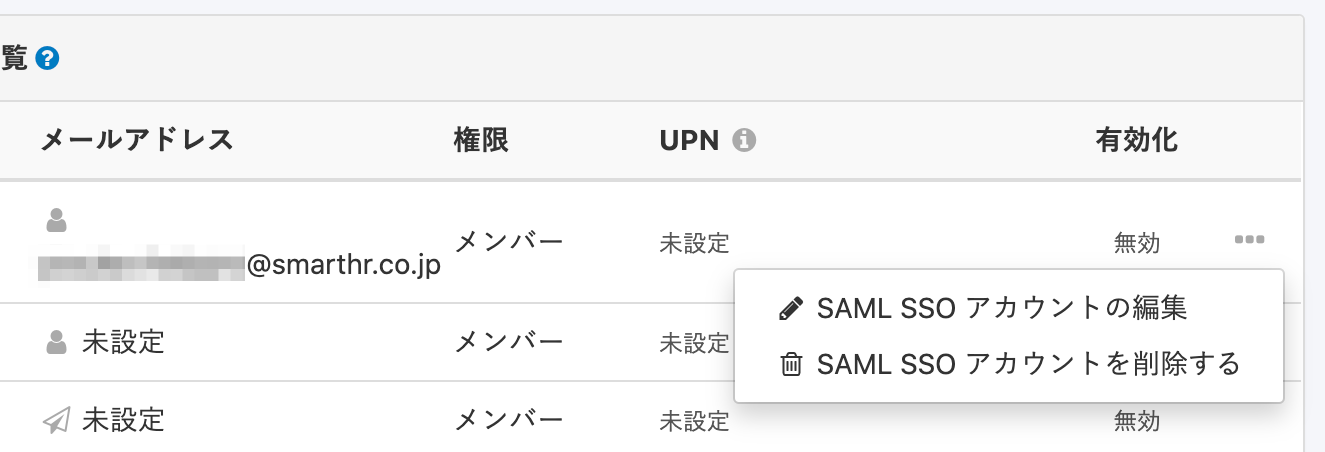 覧
メールアドレス 権限 UPN 有効化
@smarthr.co.jp メンバー 未設定 無効
SAML SSO アカウントの編集
未設定 メンバー 未設定
SAML SSO アカウントを削除する
未設定 メンバー 未設定 無効